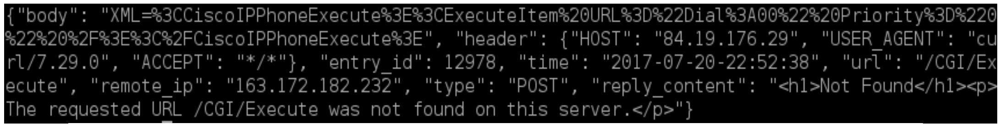 {"body": "XML=%3CCiscoIPPhoneExecute%3E%3CExecuteItem%20URL%3D%22Dial%3A00%22%20Priority%3D%220
%22%20%2F%3E%3C%2FCiscoIPPhoneExecute%3E", "header": {"HOST": "84.19.176.29", "USER_AGENT": "cu
rl/7.29.0", "ACCEPT": "*/*"}, "entry_id": 12978, "time": "2017-07-20-22:52:38", "url": "/CGI/Ex
ecute", "remote_ip": "163.172.182.232", "type": "POST", "reply_content": "<h1>Not Found</h1><p>
The requested URL /CGI/Execute was not found on this server.</p>"}